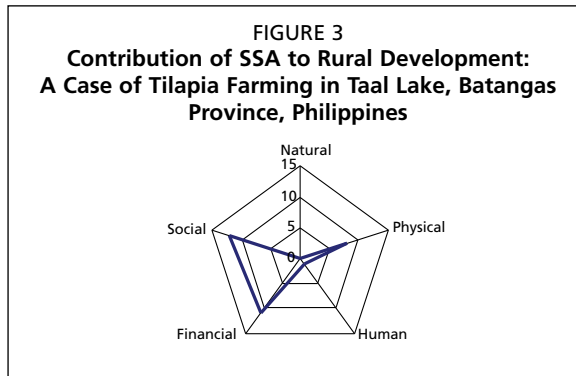 FIGURE 3
Contribution of SSA to Rural Development:
A Case of Tilapia Farming in Taal Lake, Batangas
Province, Philippines
Natural
15
10
5
0
Social
Physical
Financial
Human